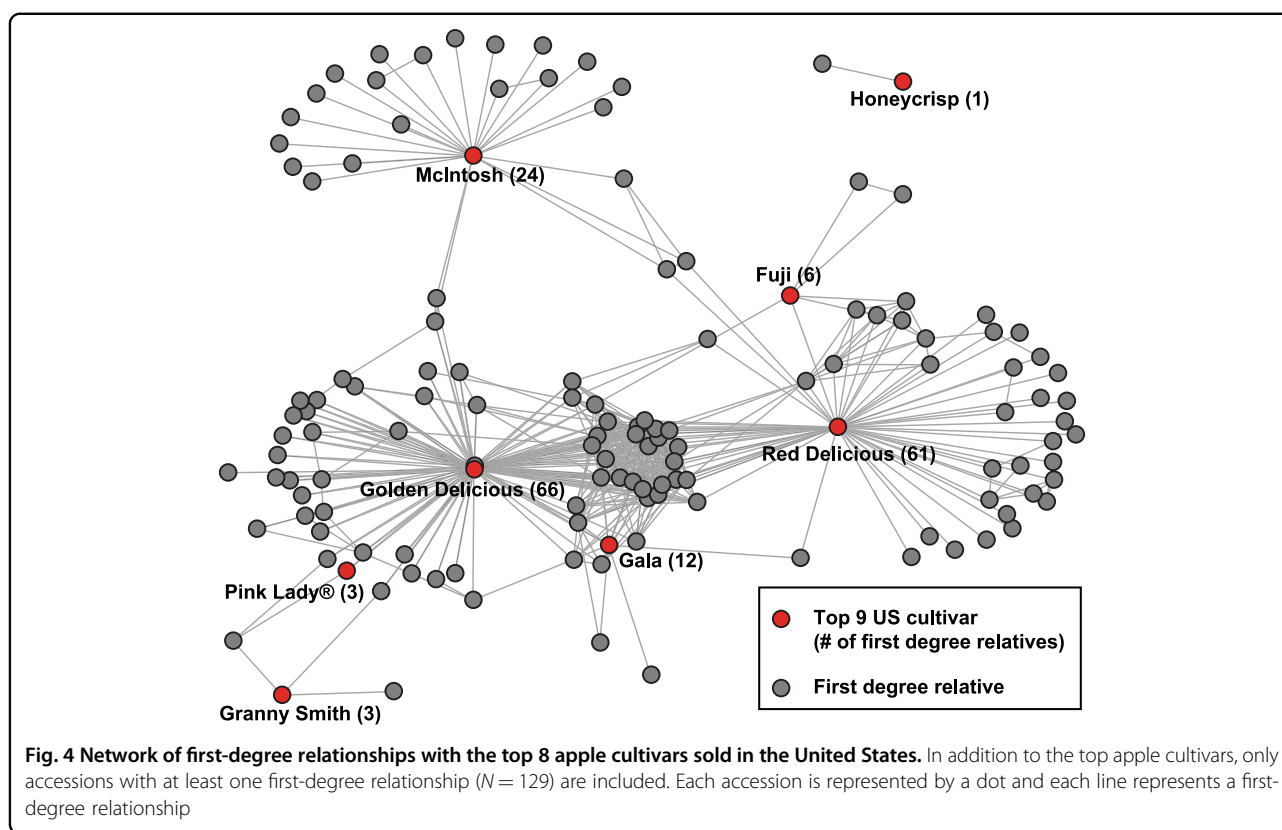 Honeycrisp (1)
McIntosh (24)
Fuji (6)
Red Delicious (61)
Golden Delicious (66)
Gala (12)
Pink Lady® (3)
Granny Smith (3)
Top 9 US cultivar
(# of first degree relatives)
First degree relative
Fig. 4 Network of first-degree relationships with the top 8 apple cultivars sold in the United States. In addition to the top apple cultivars, only
accessions with at least one first-degree relationship (N = 129) are included. Each accession is represented by a dot and each line represents a first-
degree relationship